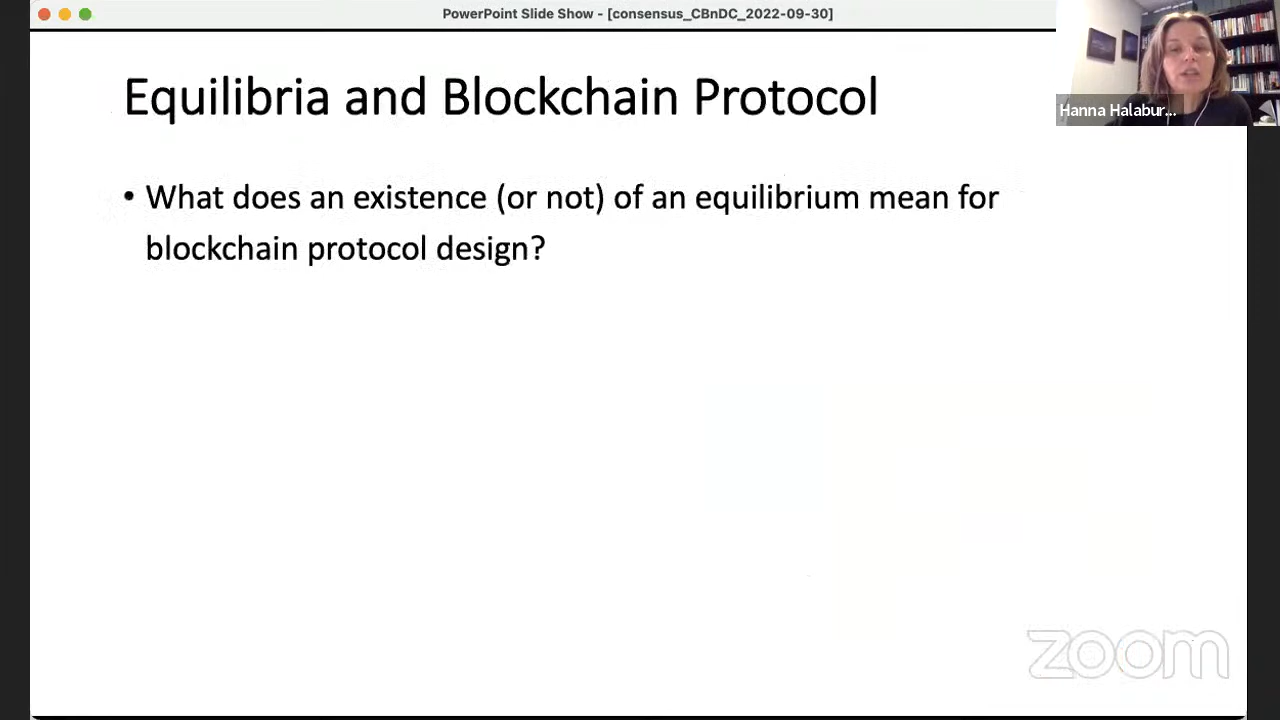 PowerPoint Slide Show - [consensus_CBnDC_2022-09-30]
Hanna Halabur...
Equilibria and Blockchain Protocol
• What does an existence (or not) of an equilibrium mean for
blockchain protocol design?
zoom